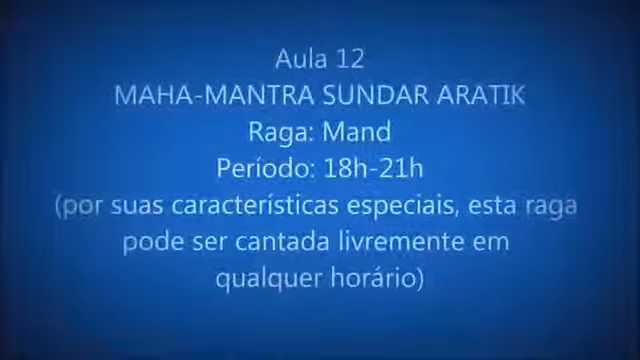 Aula 12
MAHA-MANTRA SUNDAR ARATIK
Raga: Mand
Período: 18h-21h
(por suas características especiais, esta raga
pode ser cantada livremente em
qualquer horário)